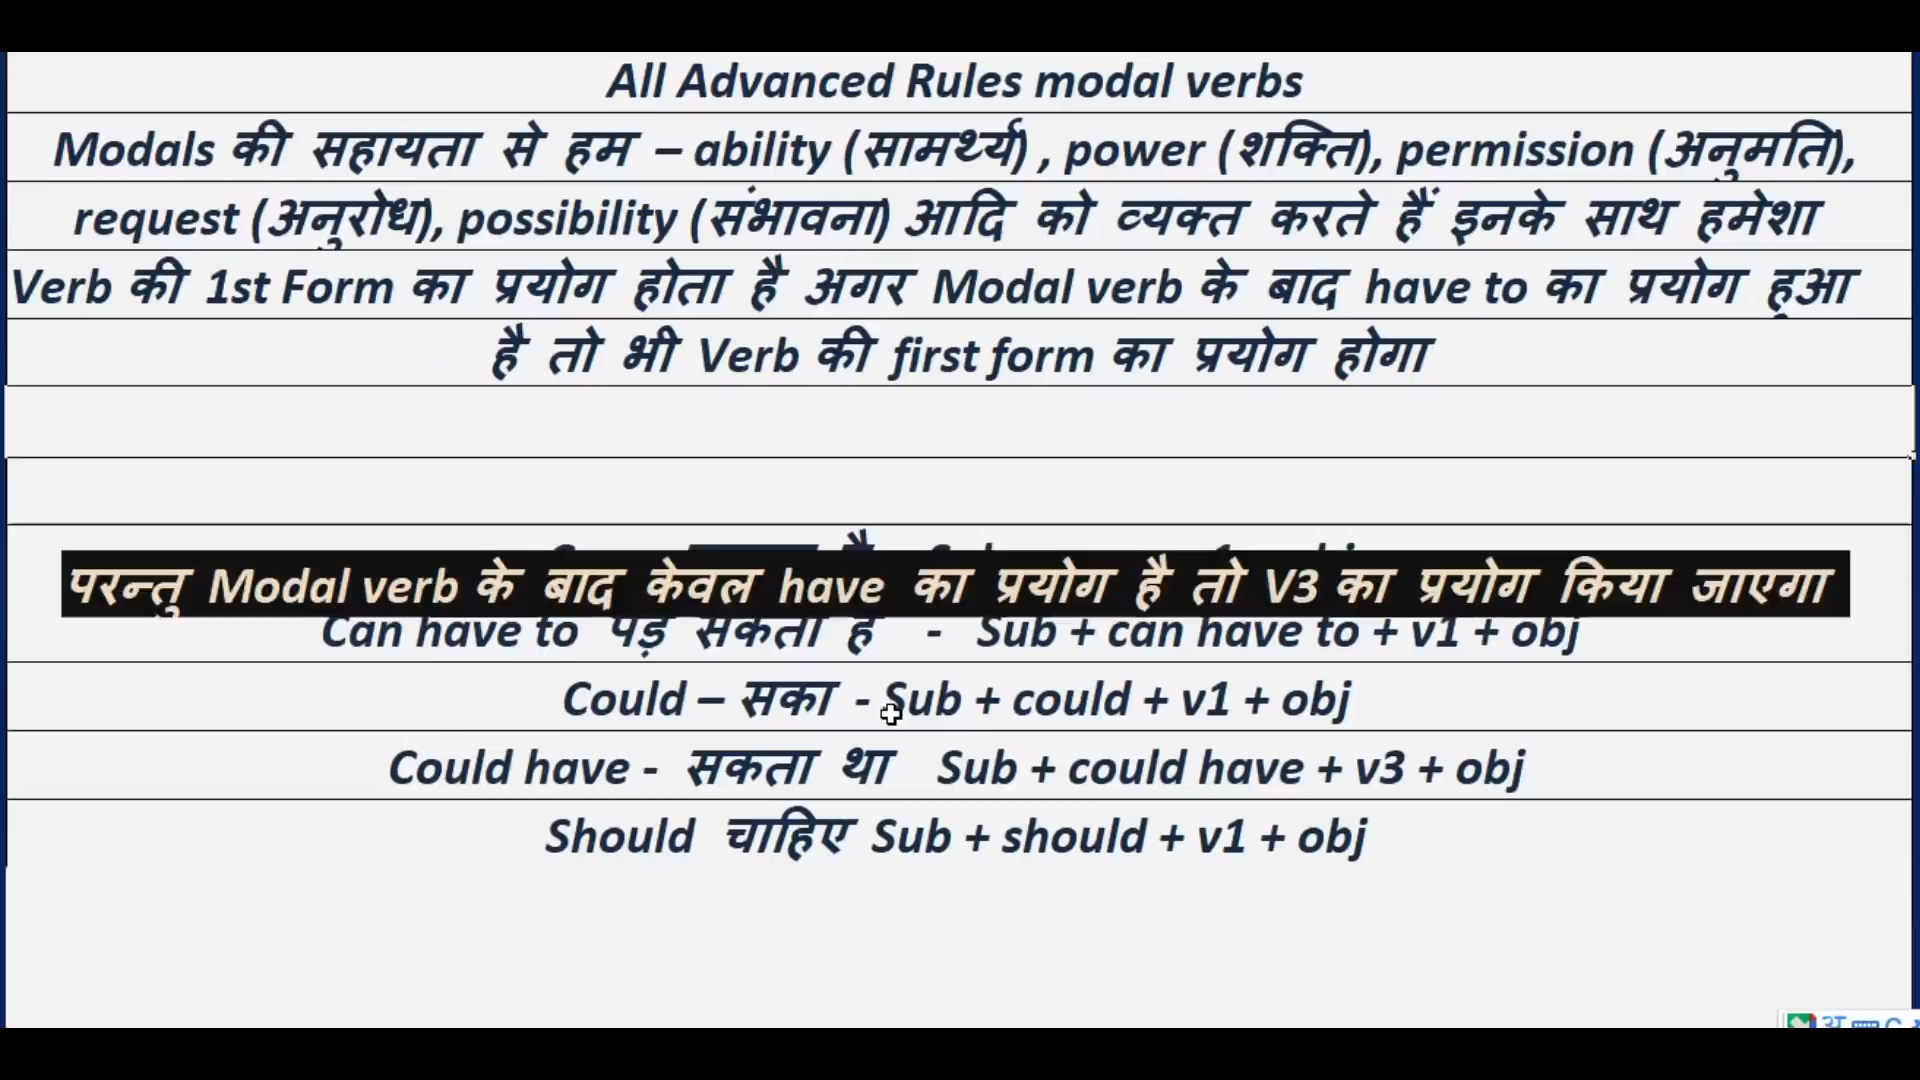 All Advanced Rules modal verbs
Modals की सहायता से हम – ability (सामर्थ्य) , power (शक्ति), permission (अनुमति),
request (अनुरोध), possibility (संभावना) आदि को व्यक्त करते हैं इनके साथ हमेशा
Verb की 1st Form का प्रयोग होता है अगर Modal verb के बाद have to का प्रयोग हुआ
है तो भी Verb की first form का प्रयोग होगा
परन्तु Modal verb के बाद केवल have का प्रयोग है तो V3 का प्रयोग किया जाएगा
Can have to पड़ सकता है - Sub + can have to + v1 + obj
Could – सका - Sub + could + v1 + obj
Could have - सकता था Sub + could have + v3 + obj
Should चाहिए Sub + should + v1 + obj